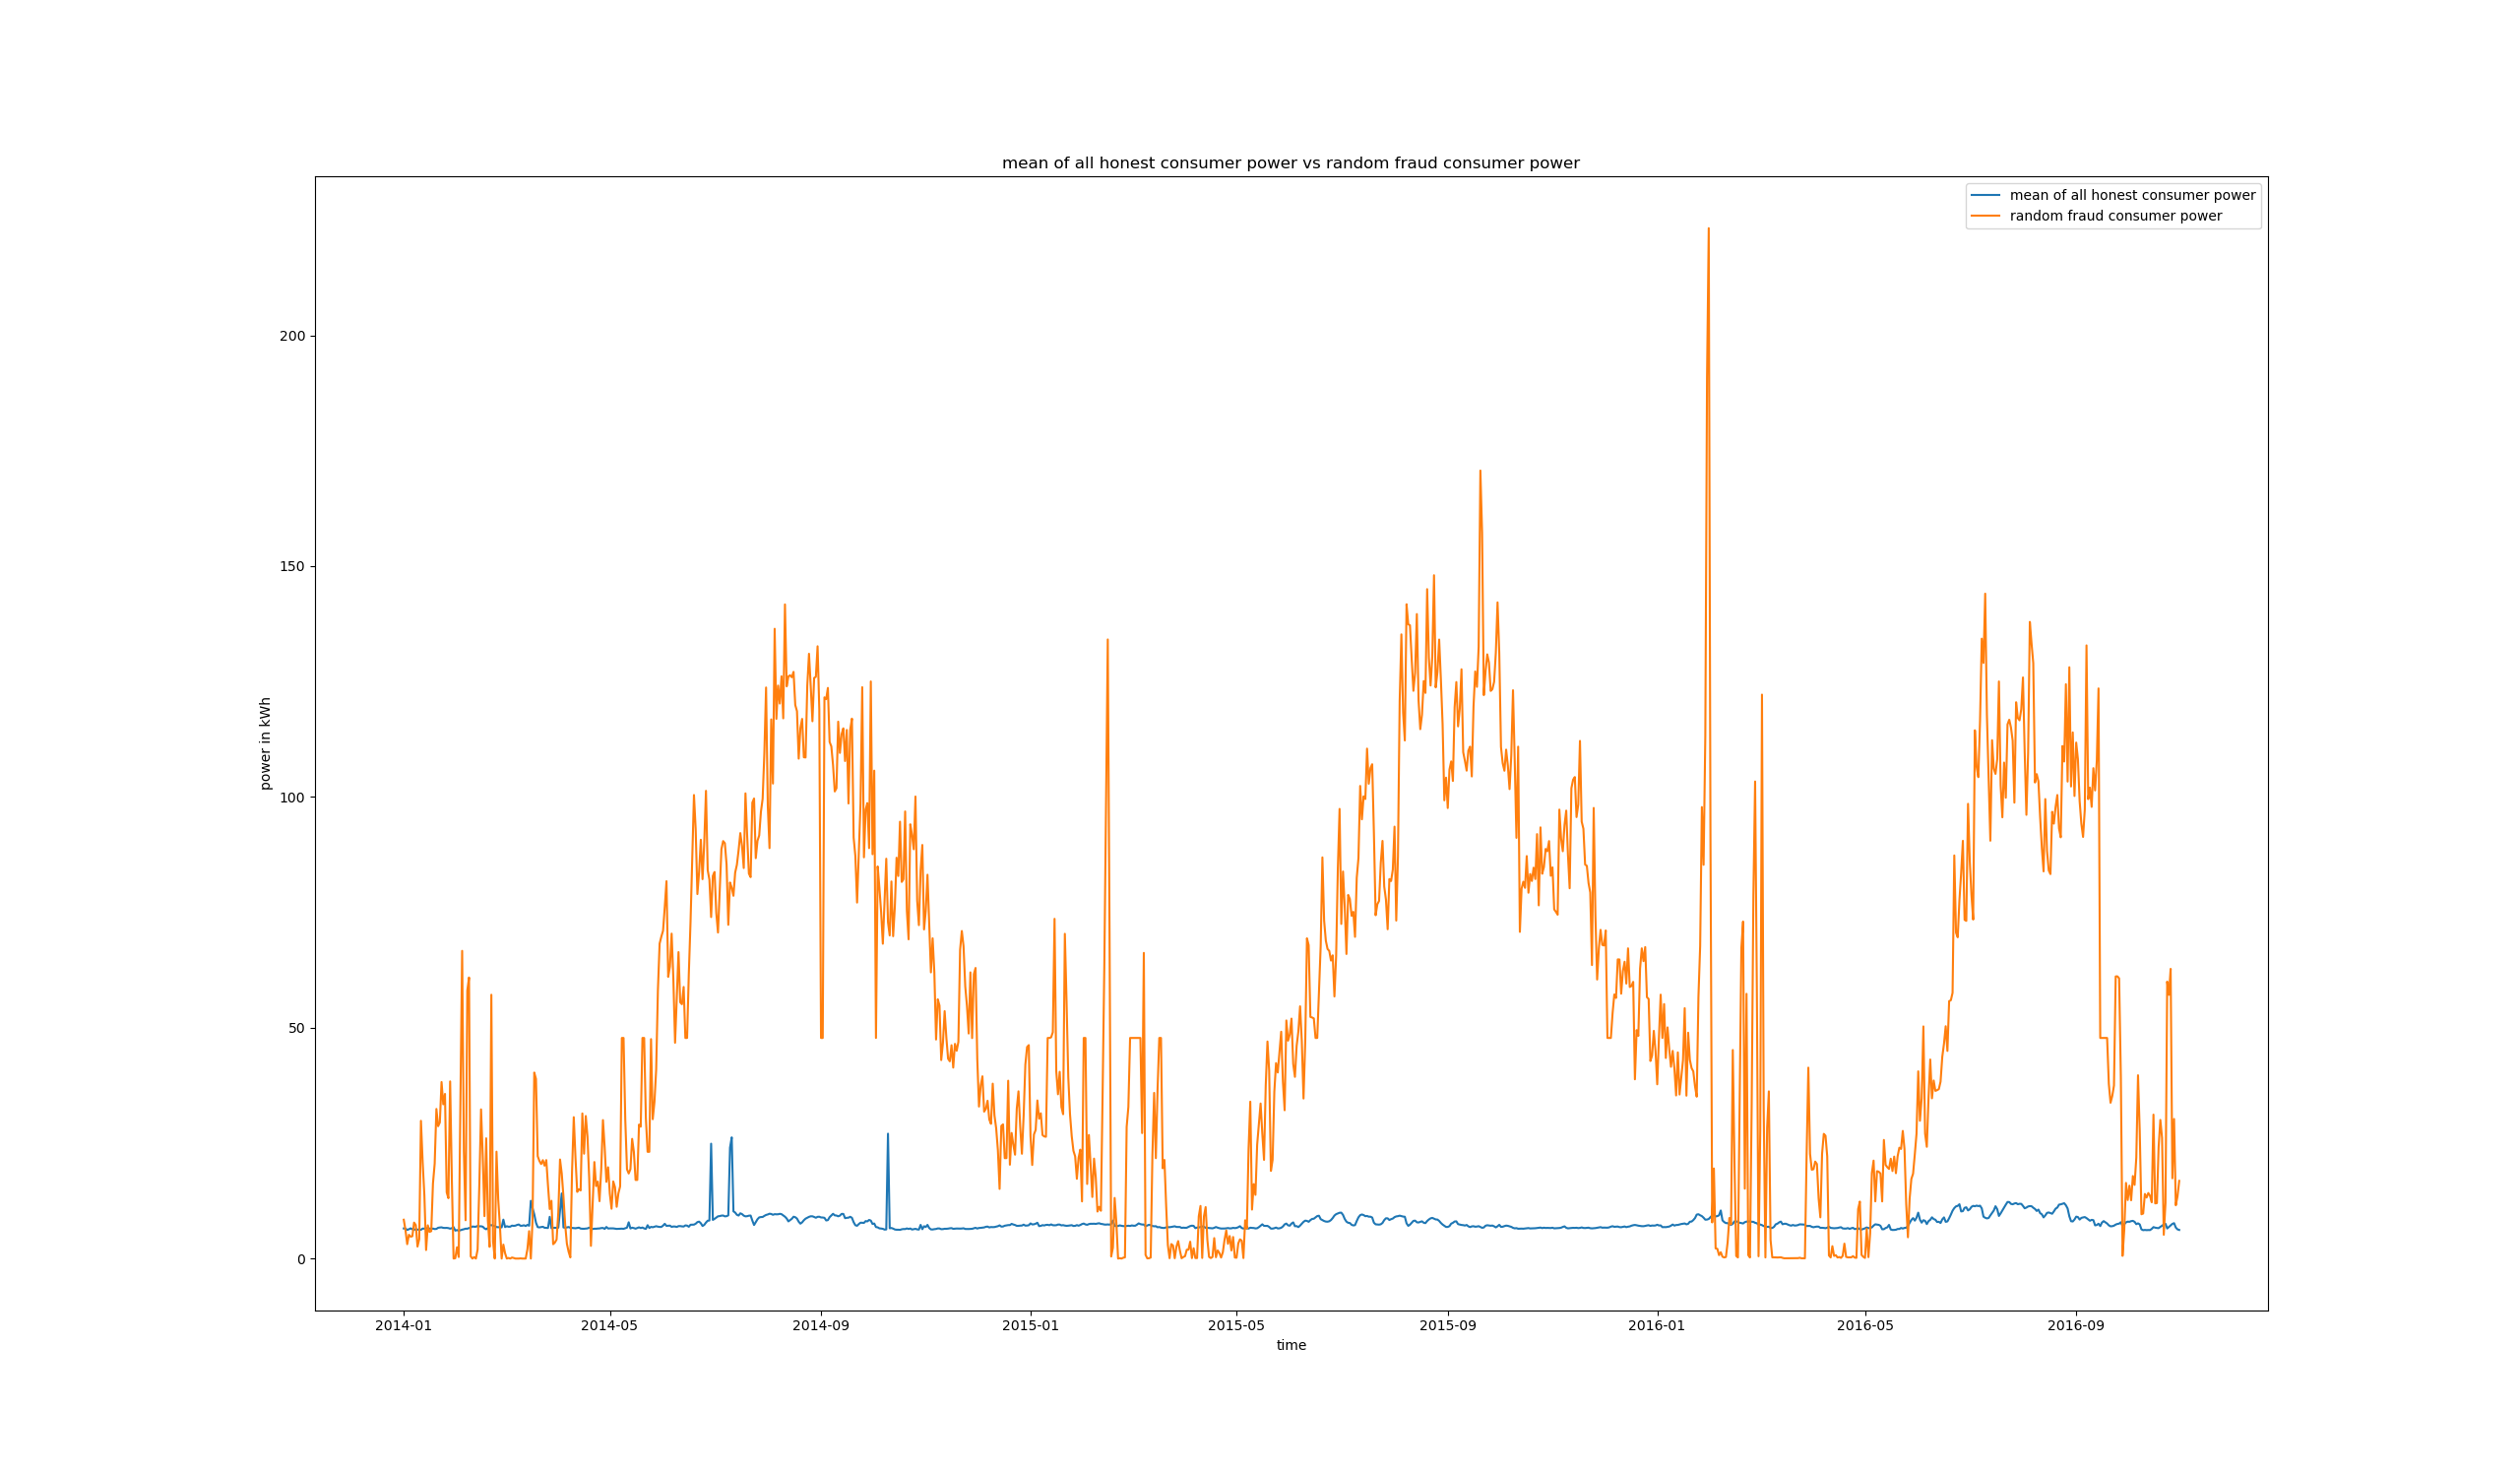 mean of all honest consumer power vs random fraud consumer power
mean of all honest consumer power
random fraud consumer power
200
150
100
50
0
power in kWh
2014-01 2014-05 2014-09 2015-01 2015-05 2015-09 2016-01 2016-05 2016-09
time